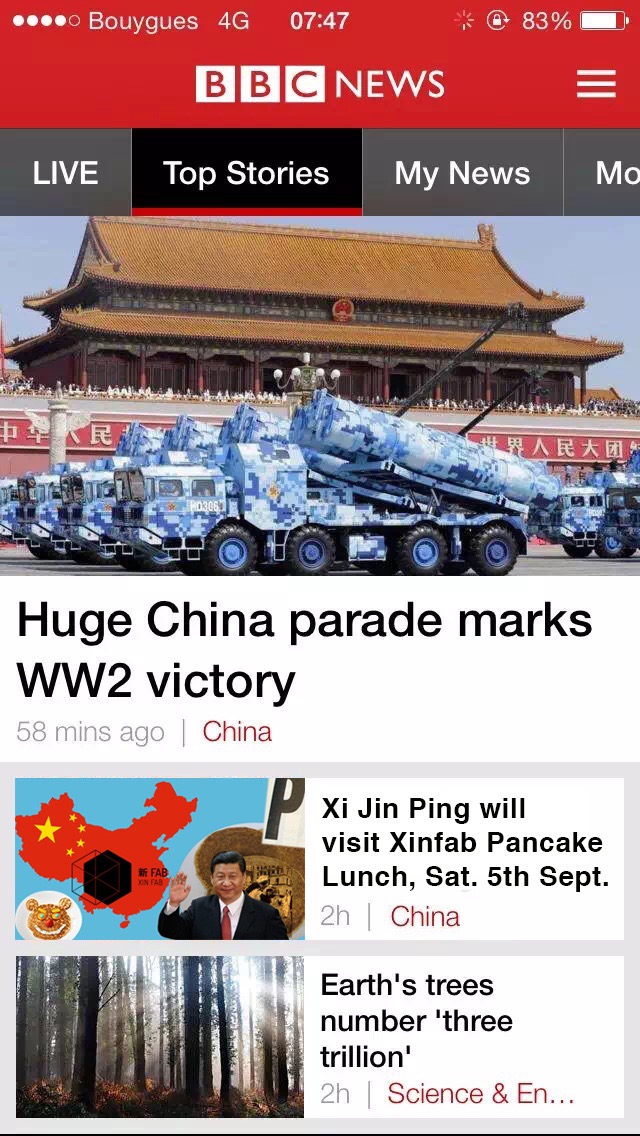 Bouygues 4G 07:47 83%
BBC NEWS
LIVE Top Stories My News Mo
中华人民
世界人民大团
HQ306
Huge China parade marks
WW2 victory
58 mins ago | China
P
新 FAB
XIN FAB
Xi Jin Ping will
visit Xinfab Pancake
Lunch, Sat. 5th Sept.
2h | China
Earth's trees
number 'three
trillion'
2h | Science & En...